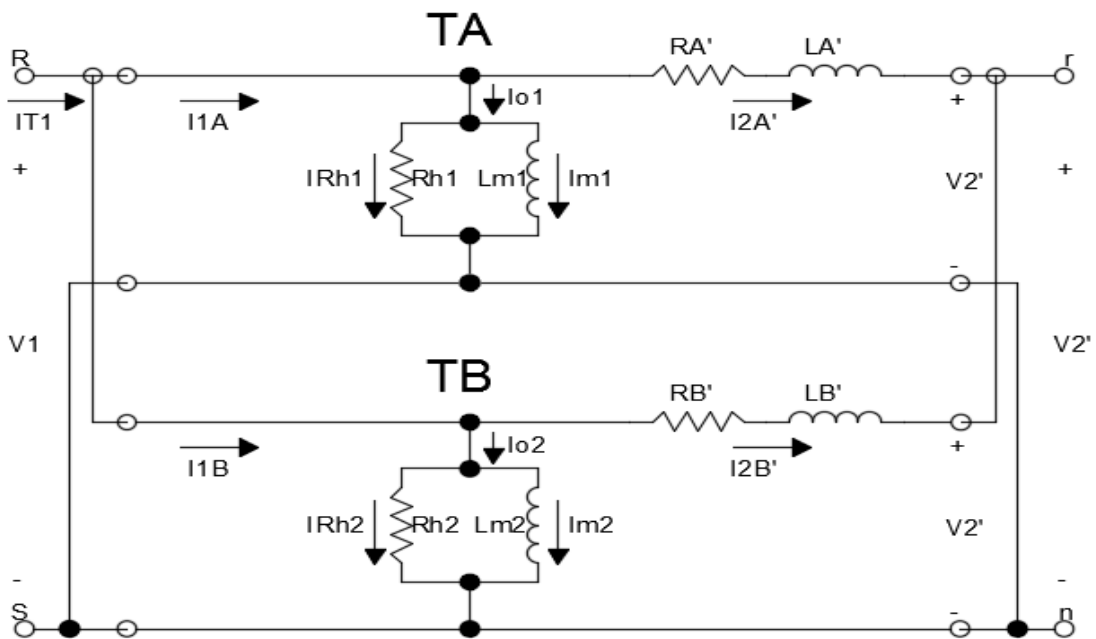 TA
R RA' LA' r
IT1 I1A Io1 I2A' +
+ IRh1 Rh1 Lm1 Im1 V2' +
-
V1 V2'
TB
RB' LB'
I1B Io2 I2B' +
IRh2 Rh2 Lm2 Im2 V2'
- -
S - n